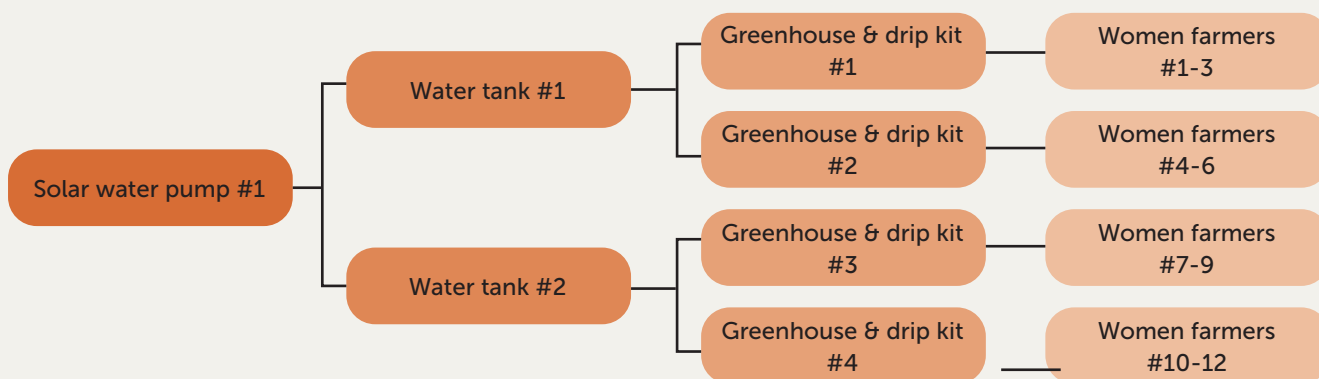 Solar water pump #1
Water tank #1
Water tank #2
Greenhouse & drip kit
#1
Greenhouse & drip kit
#2
Greenhouse & drip kit
#3
Greenhouse & drip kit
#4
Women farmers
#1-3
Women farmers
#4-6
Women farmers
#7-9
Women farmers
#10-12